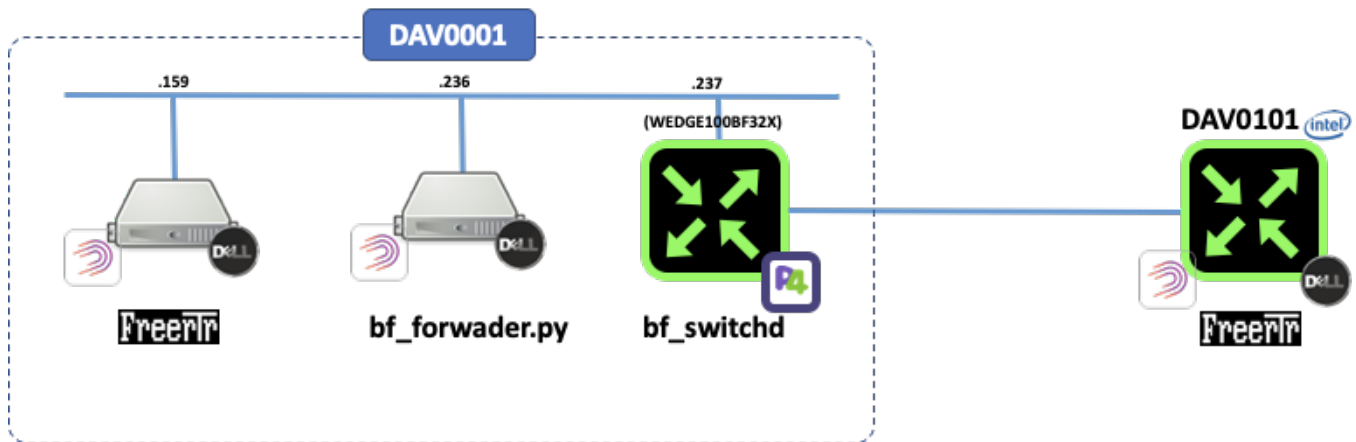 DAV0001
.159
.236
.237
(WEDGE100BF32X)
DAV0101
intel
DELL
DELL
P4
DELL
FreerTr
bf_forwader.py
bf_switchd
FreerTr